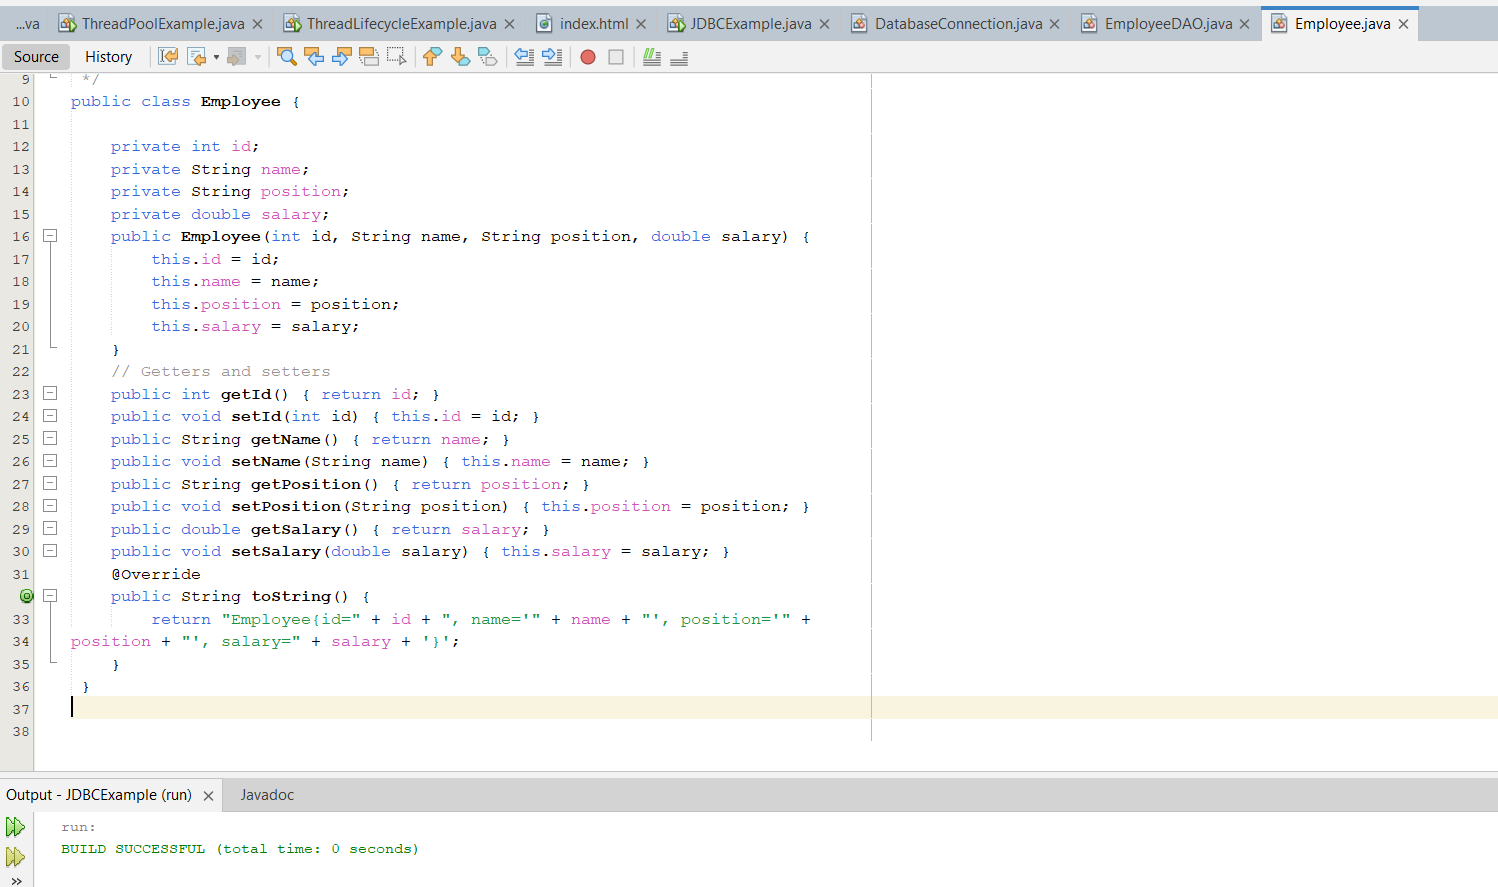 ...va ThreadPoolExample.java ThreadLifecycleExample.java index.html JDBCExample.java DatabaseConnection.java EmployeeDAO.java Employee.java
Source History
9 */
10 public class Employee {
11
12 private int id;
13 private String name;
14 private String position;
15 private double salary;
16 public Employee(int id, String name, String position, double salary) {
17 this.id = id;
18 this.name = name;
19 this.position = position;
20 this.salary = salary;
21 }
22 // Getters and setters
23 public int getId() { return id; }
24 public void setId(int id) { this.id = id; }
25 public String getName() { return name; }
26 public void setName(String name) { this.name = name; }
27 public String getPosition() { return position; }
28 public void setPosition(String position) { this.position = position; }
29 public double getSalary() { return salary; }
30 public void setSalary(double salary) { this.salary = salary; }
31 @Override
public String toString() {
33 return "Employee{id=" + id + ", name='" + name + "', position='" +
34 position + "', salary=" + salary + '}';
35 }
36 }
37
38
Output - JDBCExample (run) Javadoc
run:
BUILD SUCCESSFUL (total time: 0 seconds)